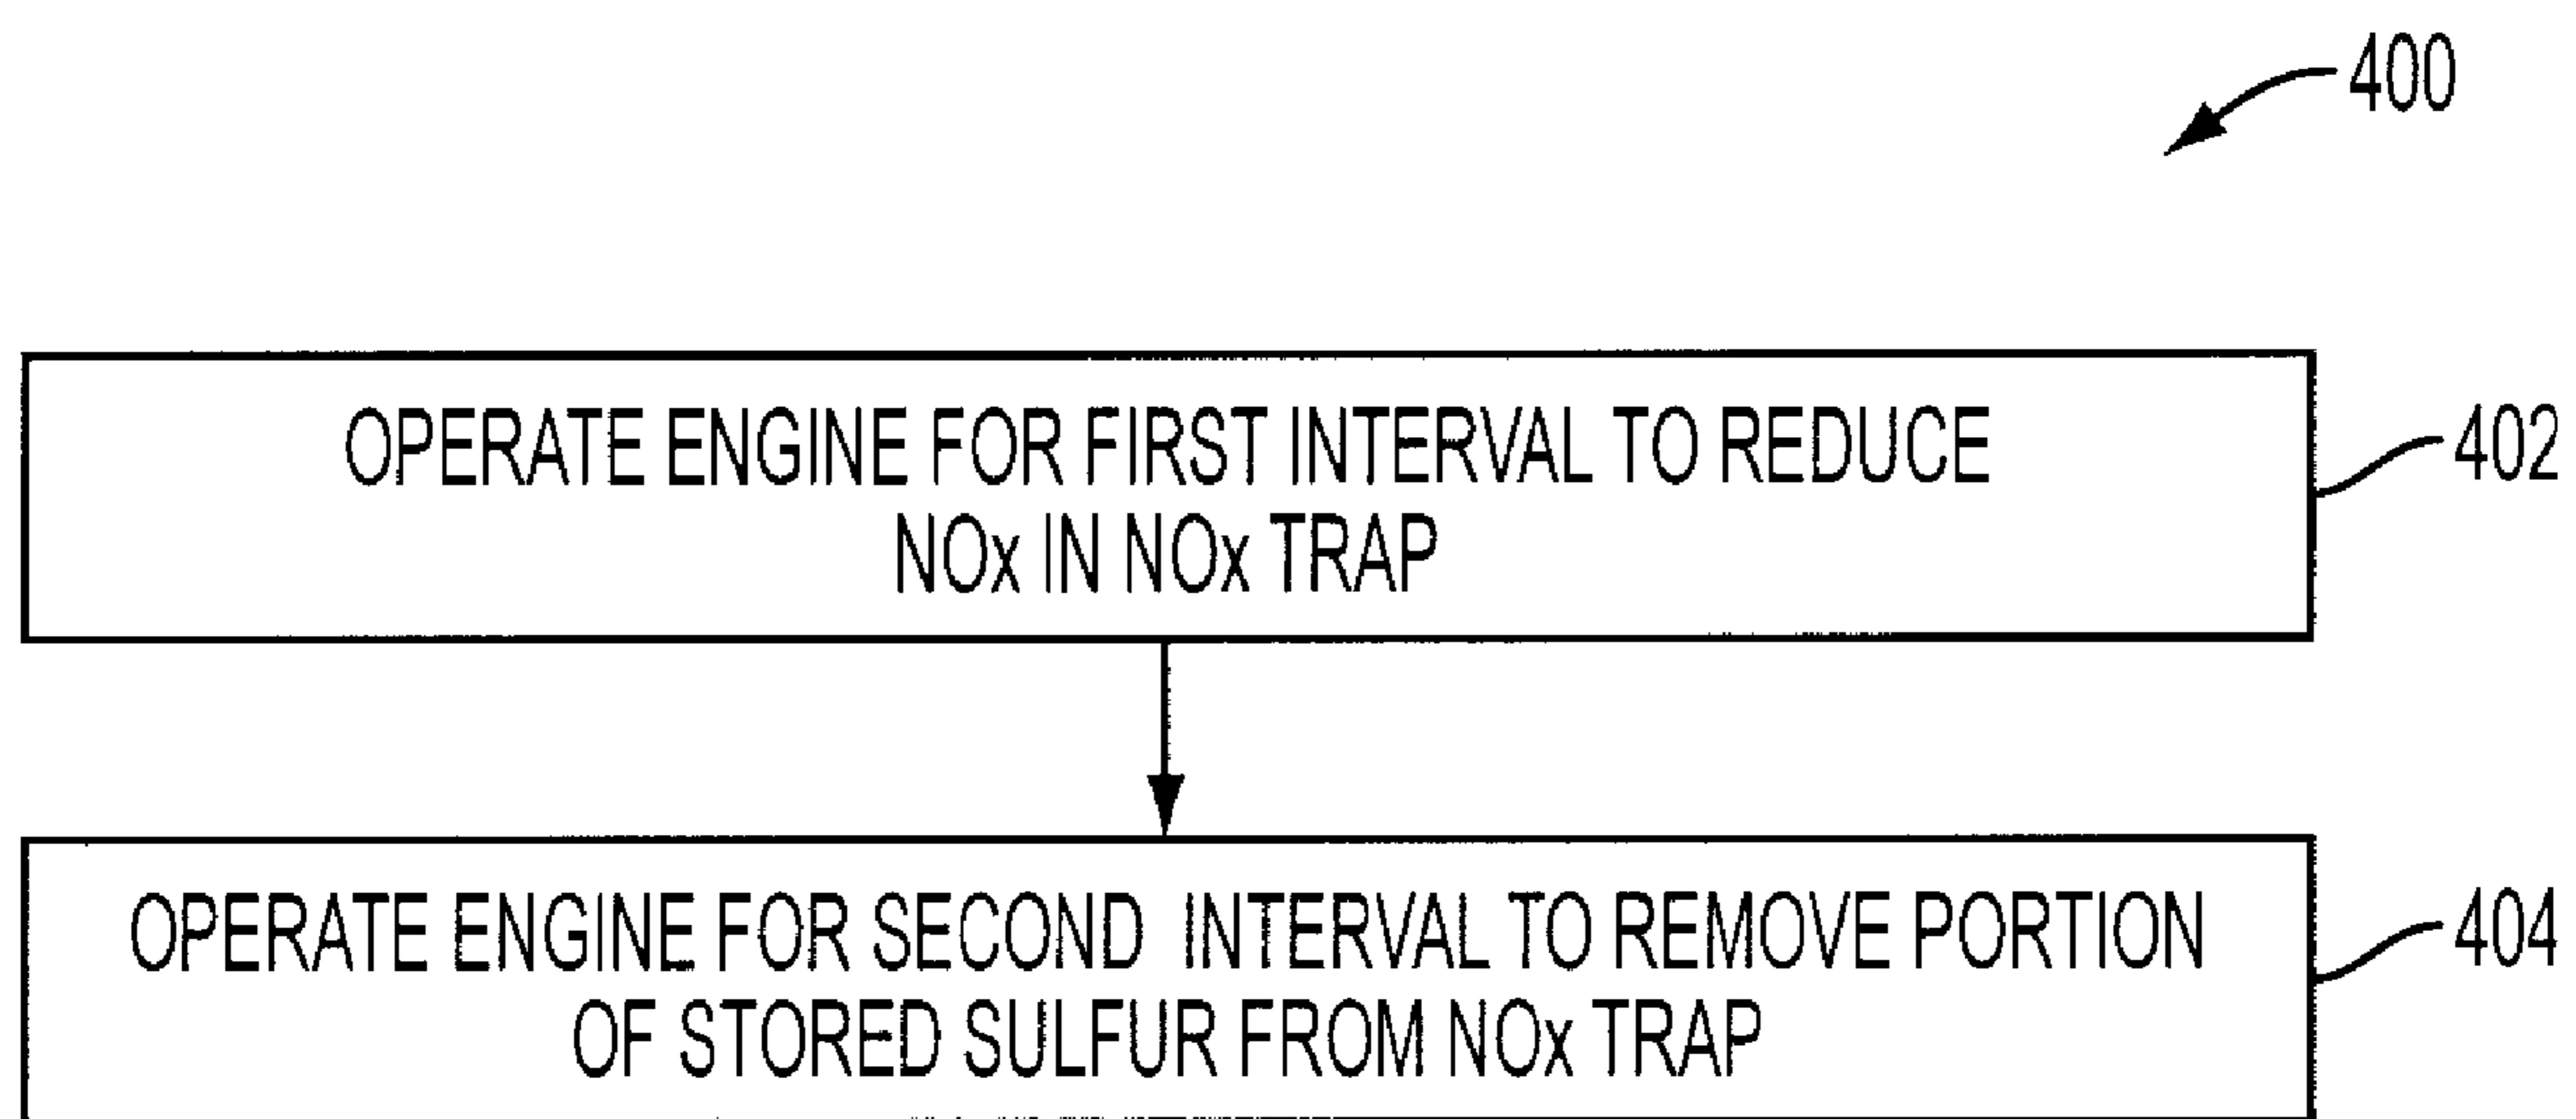 400
OPERATE ENGINE FOR FIRST INTERVAL TO REDUCE
NOx IN NOx TRAP
402
OPERATE ENGINE FOR SECOND INTERVAL TO REMOVE PORTION
OF STORED SULFUR FROM NOx TRAP
404